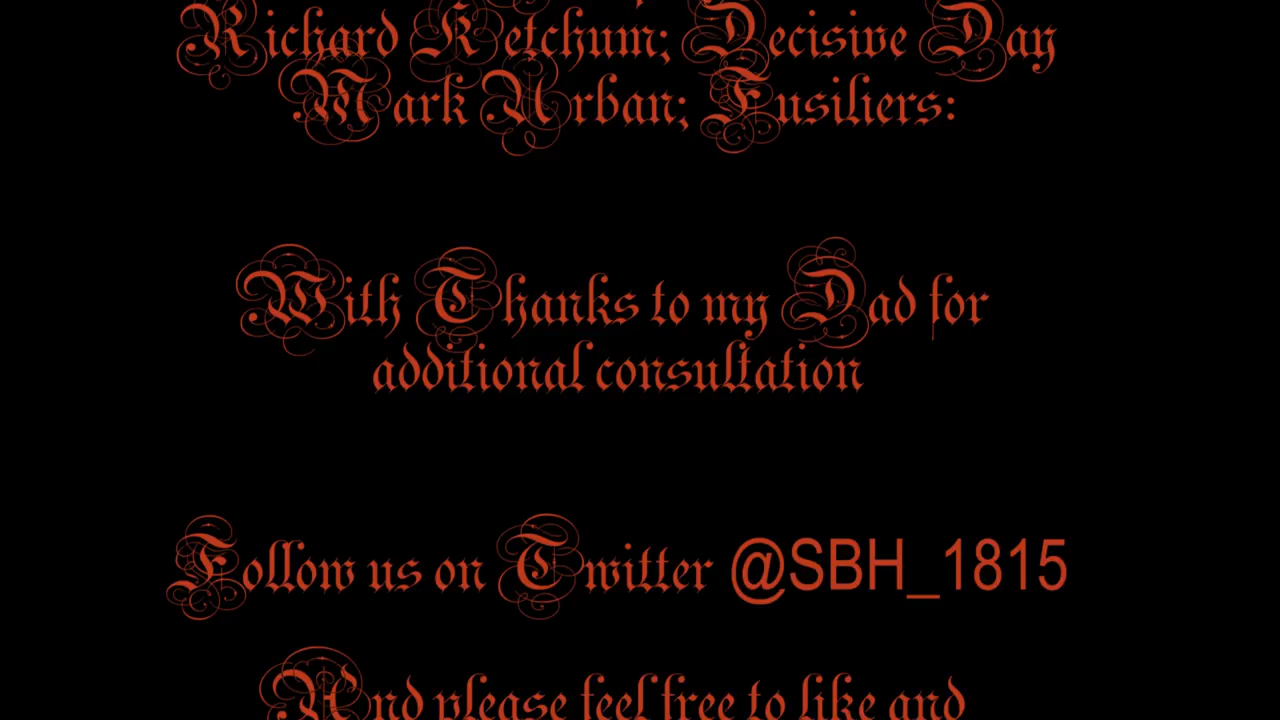 Richard Ketchum; Decisive Day
Mark Urban; Fusiliers:
With Thanks to my Dad for
additional consultation
Follow us on Twitter @SBH_1815
And please feel free to like and